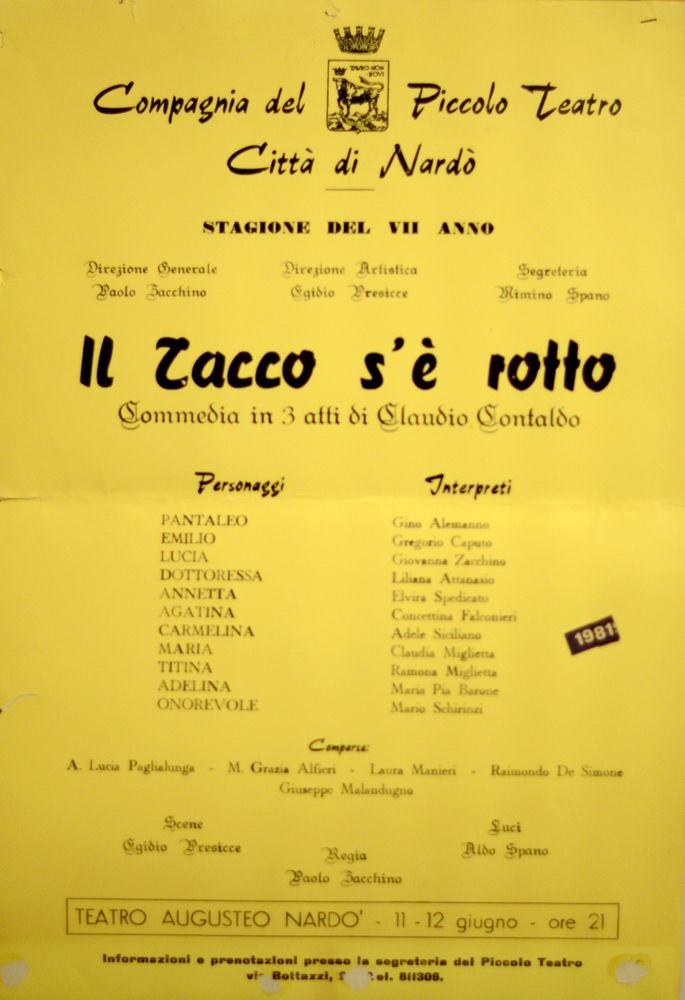 TAVRO NON BOVI
Compagnia del Piccolo Teatro
Città di Nardò
STAGIONE DEL VII ANNO
Direzione Generale Direzione Artistica Segreteria
Paolo Zacchino Egidio Presicce Mimino Spano
Il Tacco s'è rotto
Commedia in 3 atti di Claudio Contaldo
Personaggi Interpreti
PANTALEO Gino Alemanno
EMILIO Gregorio Caputo
LUCIA Giovanna Zacchino
DOTTORESSA Liliana Attanasio
ANNETTA Elvira Spedicato
AGATINA Concettina Falconieri
CARMELINA Adele Siciliano
MARIA Claudia Miglietta
TITINA Ramona Miglietta
ADELINA Maria Pia Barone
ONOREVOLE Mario Schirinzi
1981
Comparse:
A. Lucia Paglialunga - M. Grazia Alfieri - Laura Manieri - Raimondo De Simone
Giuseppe Malandugno
Scene Luci
Egidio Presicce Aldo Spano
Regia
Paolo Zacchino
TEATRO AUGUSTEO NARDO' - 11 - 12 giugno - ore 21
Informazioni e prenotazioni presso la segreteria del Piccolo Teatro
via Bottazzi, el. 811306.